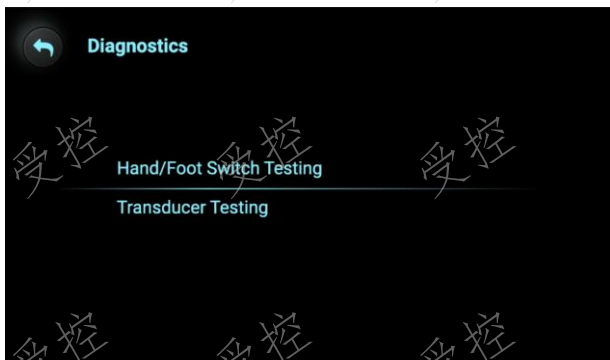 Diagnostics
受控 受控 受控
Hand/Foot Switch Testing
Transducer Testing
受控 受控 受控